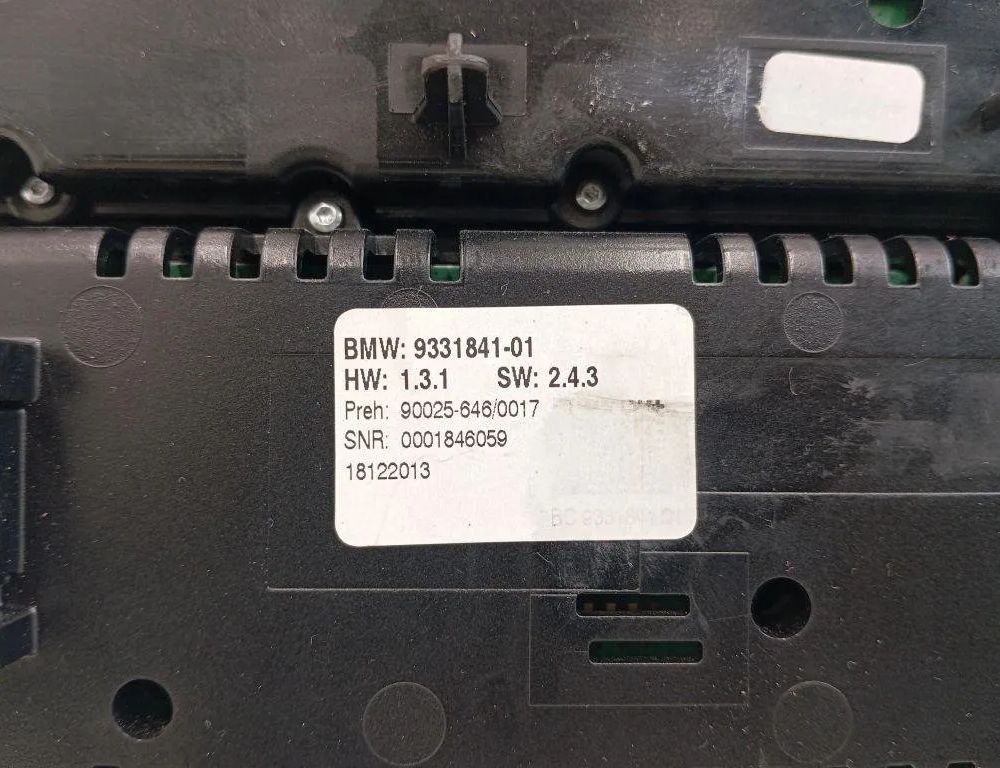 BMW: 9331841-01
HW: 1.3.1 SW: 2.4.3
Preh: 90025-646/0017
SNR: 0001846059
18122013